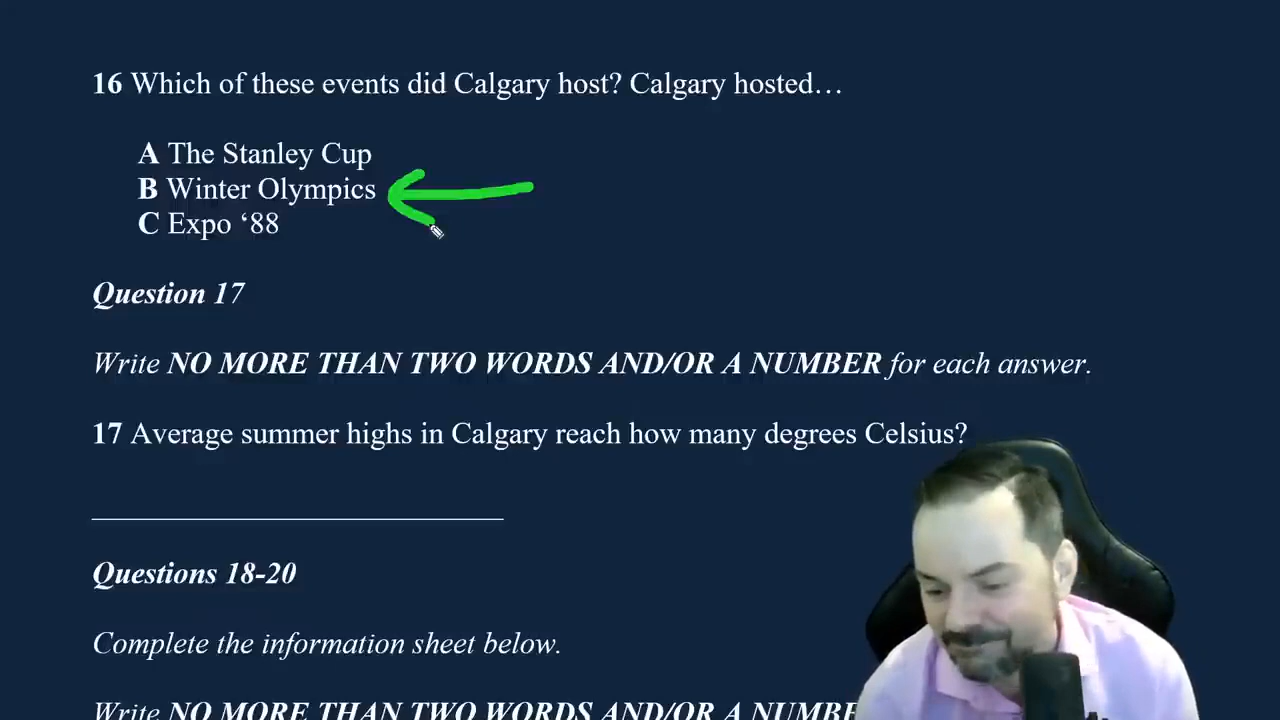 16 Which of these events did Calgary host? Calgary hosted…
A The Stanley Cup
B Winter Olympics
C Expo ‘88
Question 17
Write NO MORE THAN TWO WORDS AND/OR A NUMBER for each answer.
17 Average summer highs in Calgary reach how many degrees Celsius?
Questions 18-20
Complete the information sheet below.
Write NO MORE THAN TWO WORDS AND/OR A